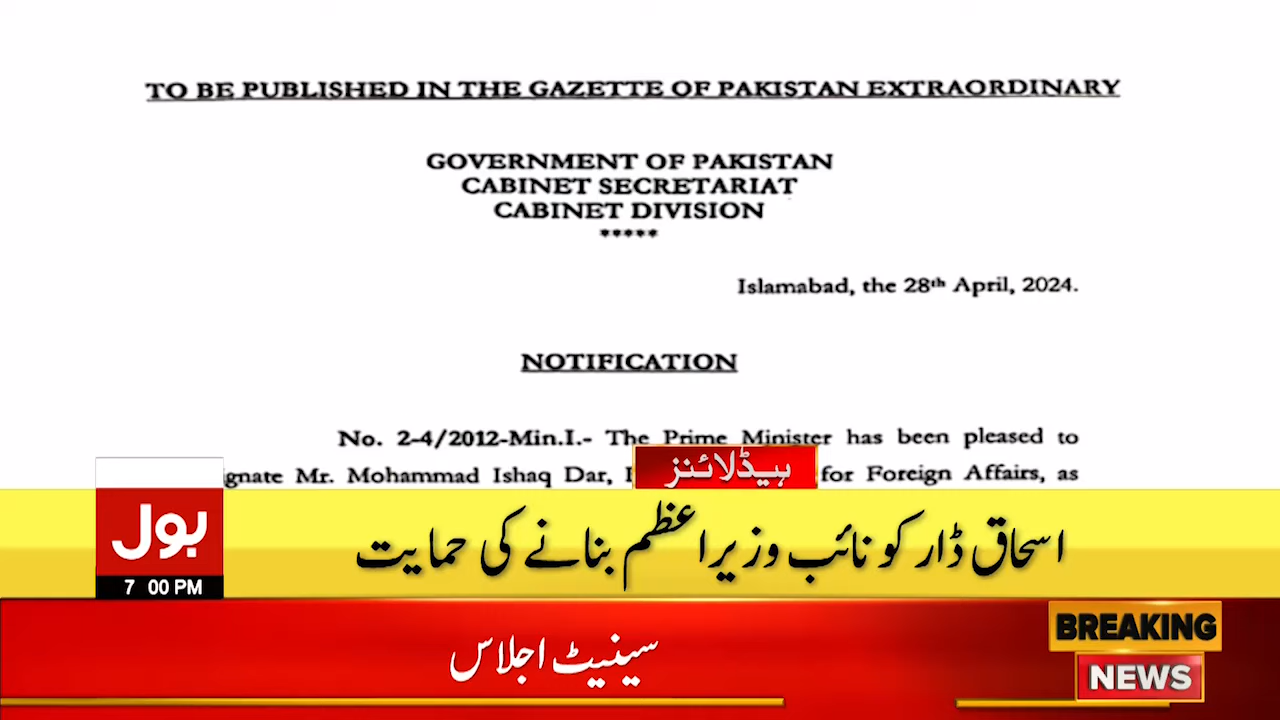 TO BE PUBLISHED IN THE GAZETTE OF PAKISTAN EXTRAORDINARY
GOVERNMENT OF PAKISTAN
CABINET SECRETARIAT
CABINET DIVISION
*****
Islamabad, the 28th April, 2024.
NOTIFICATION
No. 2-4/2012-Min.I.- The Prime Minister has been pleased to
gnate Mr. Mohammad Ishaq Dar, for Foreign Affairs, as
ہیڈلائنز
بول
7 00 PM
اسحاق ڈار کو نائب وزیراعظم بنانے کی حمایت
سینیٹ اجلاس
BREAKING
NEWS